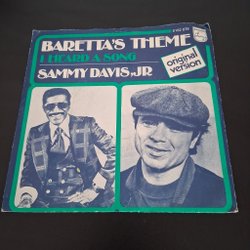 BARETTA'S THEME
I HEARD A SONG
SAMMY DAVIS JR
original
version